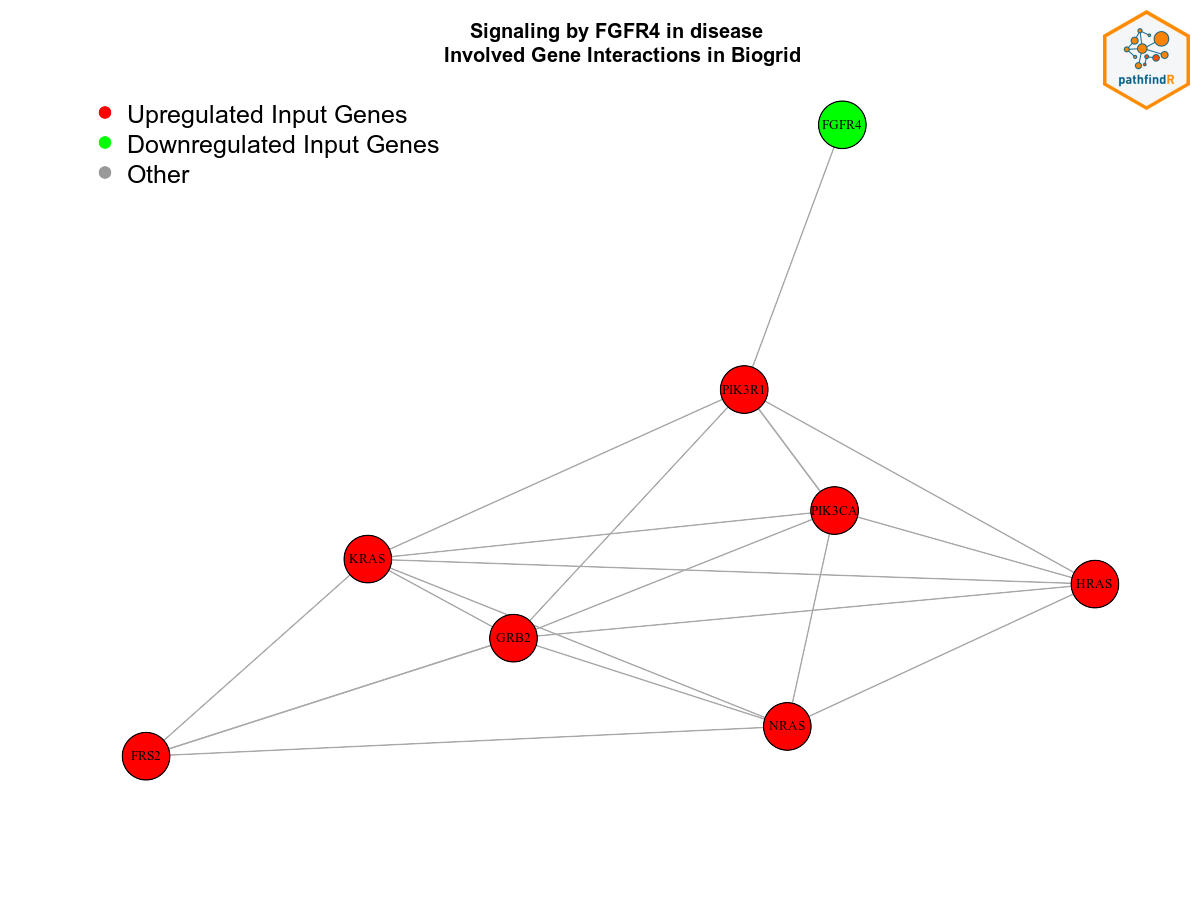 Signaling by FGFR4 in disease
Involved Gene Interactions in Biogrid
pathfindR
Upregulated Input Genes
Downregulated Input Genes
Other
FGFR4
PIK3R1
PIK3CA
KRAS
HRAS
GRB2
NRAS
FRS2